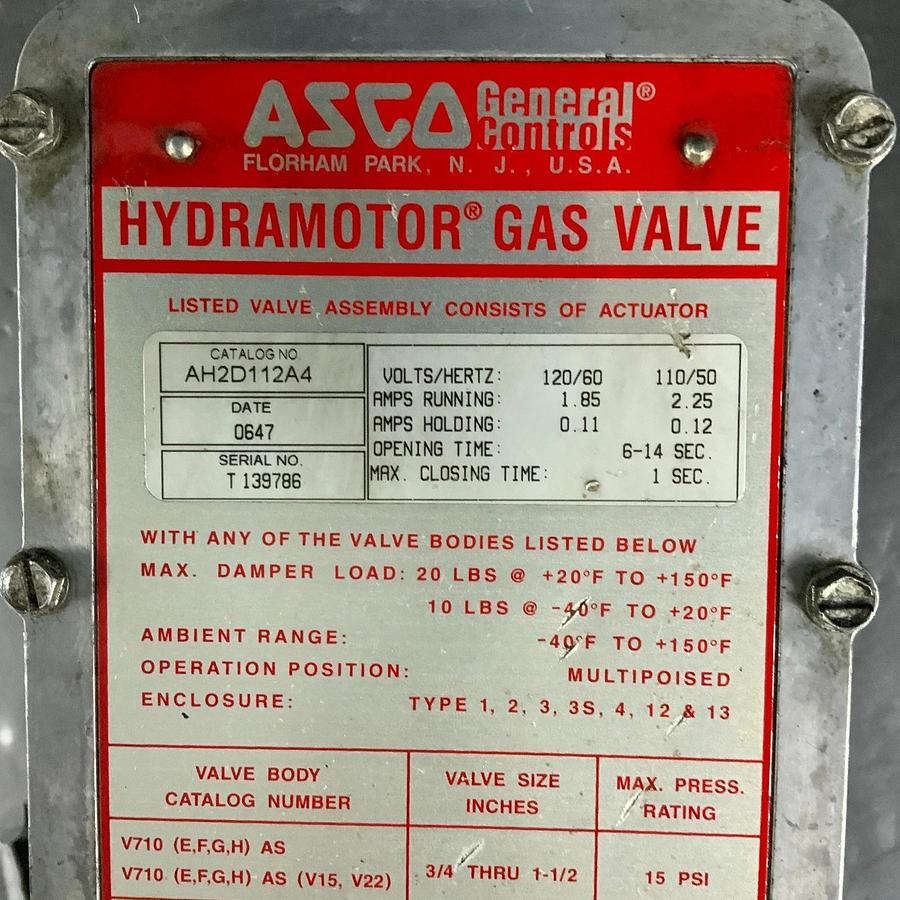 ASCO General® Controls
FLORHAM PARK, N. J., U.S.A.
HYDRAMOTOR® GAS VALVE
LISTED VALVE ASSEMBLY CONSISTS OF ACTUATOR
CATALOG NO.
AH2D112A4
DATE
0647
SERIAL NO.
T 139786
VOLTS/HERTZ: 120/60 110/50
AMPS RUNNING: 1.85 2.25
AMPS HOLDING: 0.11 0.12
OPENING TIME: 6-14 SEC.
MAX. CLOSING TIME: 1 SEC.
WITH ANY OF THE VALVE BODIES LISTED BELOW
MAX. DAMPER LOAD: 20 LBS @ +20°F TO +150°F
10 LBS @ -40°F TO +20°F
AMBIENT RANGE: -40°F TO +150°F
OPERATION POSITION: MULTIPOISED
ENCLOSURE: TYPE 1, 2, 3, 3S, 4, 12 & 13
VALVE BODY
CATALOG NUMBER
VALVE SIZE
INCHES
MAX. PRESS.
RATING
V710 (E,F,G,H) AS
V710 (E,F,G,H) AS (V15, V22)
3/4 THRU 1-1/2
15 PSI